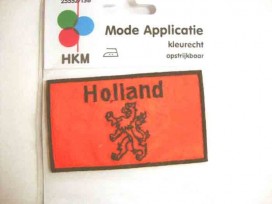 Mode Applicatie
kleurecht
opstrijkbaar
HKM
Holland